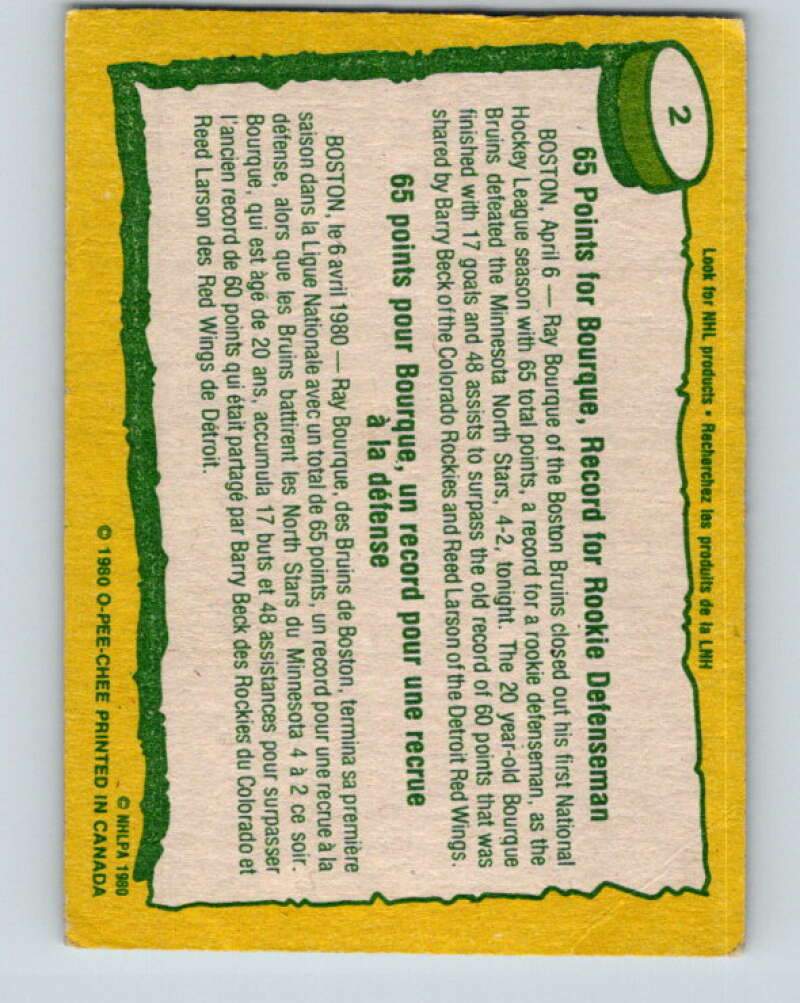 2
Look for NHL products • Recherchez les produits de la LNH
65 Points for Bourque, Record for Rookie Defenseman
BOSTON, April 6 — Ray Bourque of the Boston Bruins closed out his first National
Hockey League season with 65 total points, a record for a rookie defenseman, as the
Bruins defeated the Minnesota North Stars, 4-2, tonight. The 20 year-old Bourque
finished with 17 goals and 48 assists to surpass the old record of 60 points that was
shared by Barry Beck of the Colorado Rockies and Reed Larson of the Detroit Red Wings.
65 points pour Bourque, un record pour une recrue
à la défense
BOSTON, le 6 avril 1980 — Ray Bourque, des Bruins de Boston, termina sa première
saison dans la Ligue Nationale avec un total de 65 points, un record pour une recrue à la
défense, alors que les Bruins battirent les North Stars du Minnesota 4 à 2 ce soir.
Bourque, qui est âgé de 20 ans, accumula 17 buts et 48 assistances pour surpasser
l'ancien record de 60 points qui était partagé par Barry Beck des Rockies du Colorado et
Reed Larson des Red Wings de Détroit.
© NHLPA 1980
© 1980 O-PEE-CHEE PRINTED IN CANADA